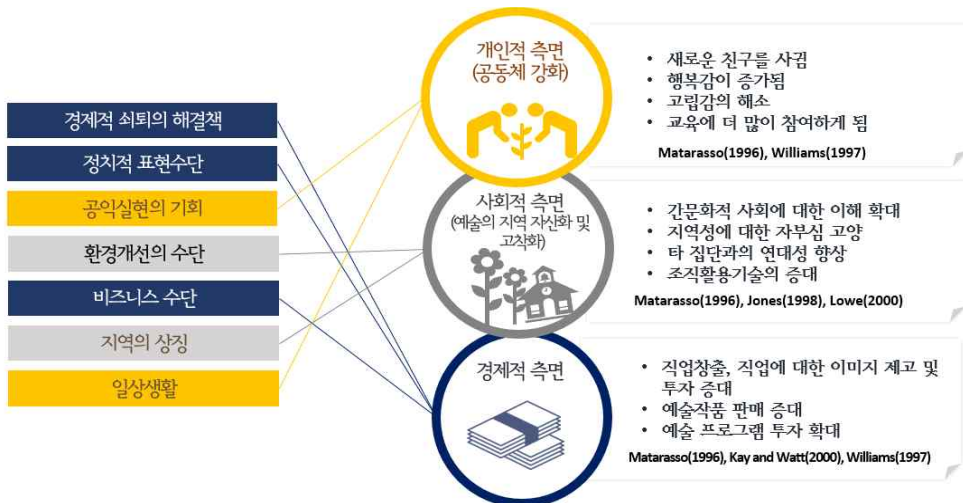 경제적 쇠퇴의 해결책
정치적 표현수단
공익실현의 기회
환경개선의 수단
비즈니스 수단
지역의 상징
일상생활
개인적 측면
(공동체 강화)
• 새로운 친구를 사귐
• 행복감이 증가됨
• 고립감의 해소
• 교육에 더 많이 참여하게 됨
Matarasso(1996), Williams(1997)
사회적 측면
(예술의 지역 자산화 및
고착화)
• 간문화적 사회에 대한 이해 확대
• 지역성에 대한 자부심 고양
• 타 집단과의 연대성 향상
• 조직활용기술의 증대
Matarasso(1996), Jones(1998), Lowe(2000)
경제적 측면
• 직업창출, 직업에 대한 이미지 제고 및
투자 증대
• 예술작품 판매 증대
• 예술 프로그램 투자 확대
Matarasso(1996), Kay and Watt(2000), Williams(1997)